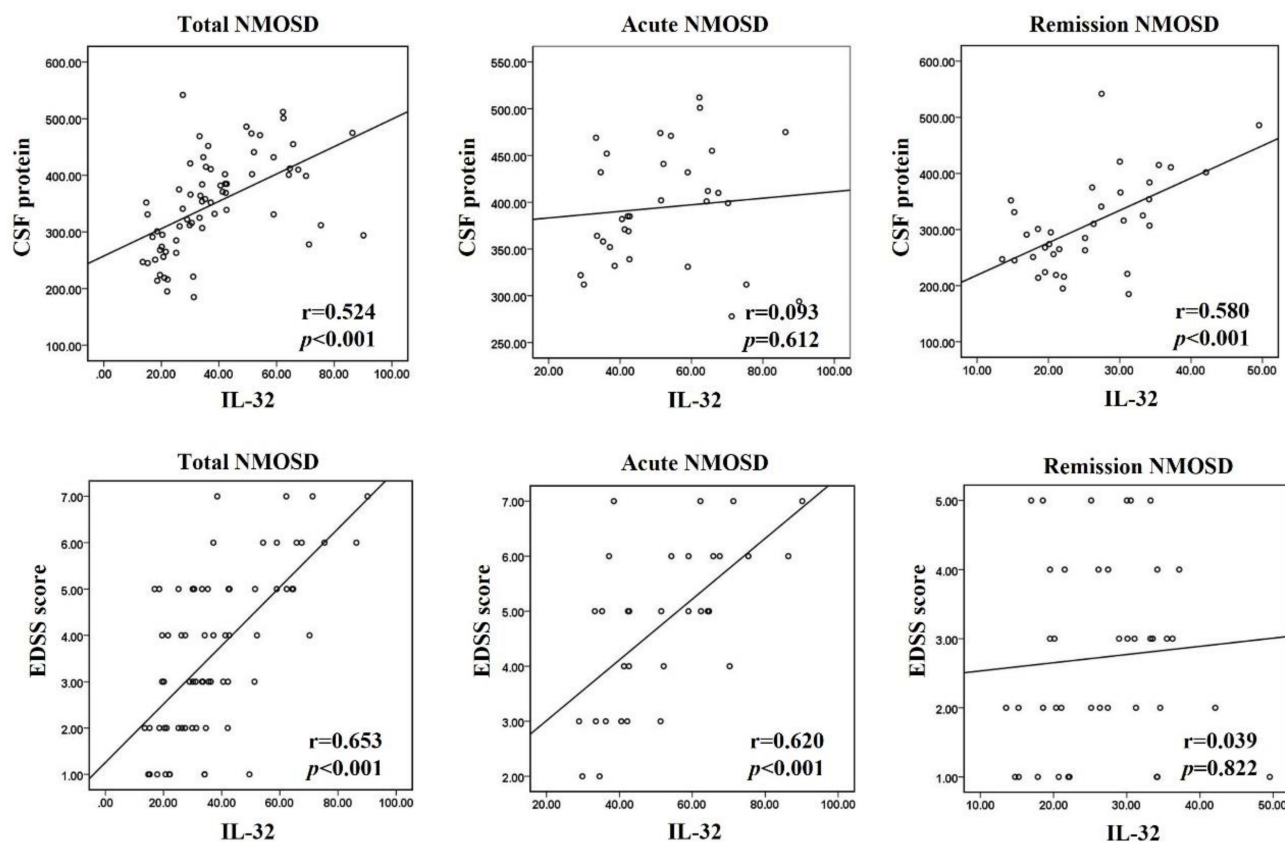 Total NMOSD
CSF protein
600.00
500.00
400.00
300.00
200.00
100.00
r=0.524
p<0.001
.00 20.00 40.00 60.00 80.00 100.00
IL-32
Acute NMOSD
CSF protein
550.00
500.00
450.00
400.00
350.00
300.00
250.00
r=0.093
p=0.612
20.00 40.00 60.00 80.00 100.00
IL-32
Remission NMOSD
CSF protein
600.00
500.00
400.00
300.00
200.00
100.00
r=0.580
p<0.001
10.00 20.00 30.00 40.00 50.00
IL-32
Total NMOSD
EDSS score
7.00
6.00
5.00
4.00
3.00
2.00
1.00
r=0.653
p<0.001
.00 20.00 40.00 60.00 80.00 100.00
IL-32
Acute NMOSD
EDSS score
7.00
6.00
5.00
4.00
3.00
2.00
r=0.620
p<0.001
20.00 40.00 60.00 80.00 100.00
IL-32
Remission NMOSD
EDSS score
5.00
4.00
3.00
2.00
1.00
r=0.039
p=0.822
10.00 20.00 30.00 40.00 50.00
IL-32